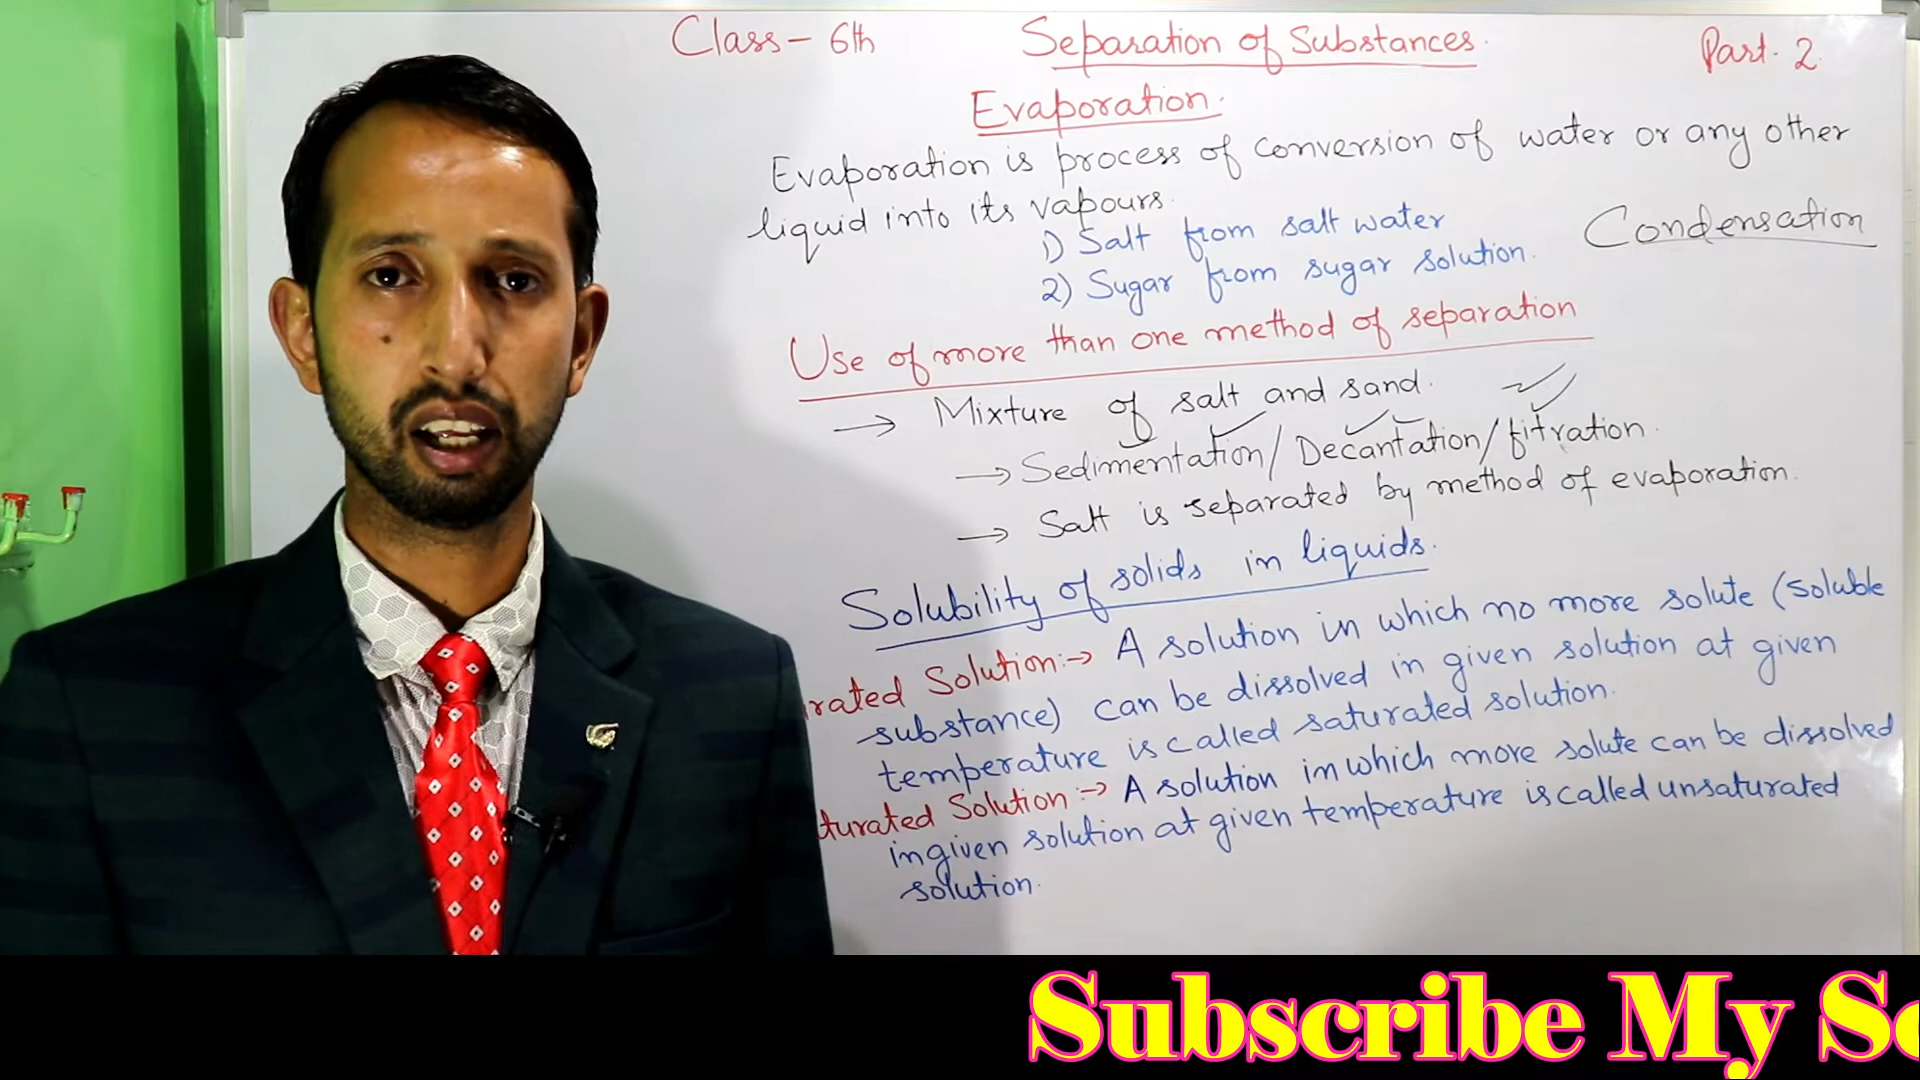 Class - 6th Separation of Substances. Part. 2.
Evaporation.
Evaporation is process of conversion of water or any other
liquid into its vapours.
1) Salt from salt water
Condensation
2) Sugar from sugar solution.
Use of more than one method of separation
→ Mixture of salt and sand.
→ Sedimentation/Decantation/fitration.
→ Salt is separated by method of evaporation.
Solubility of solids in liquids.
rated Solution:→ A solution in which no more solute (soluble
substance) can be dissolved in given solution at given
temperature is called saturated solution.
turated Solution:→ A solution in which more solute can be dissolved
in given solution at given temperature is called unsaturated
solution.
Subscribe My Sc